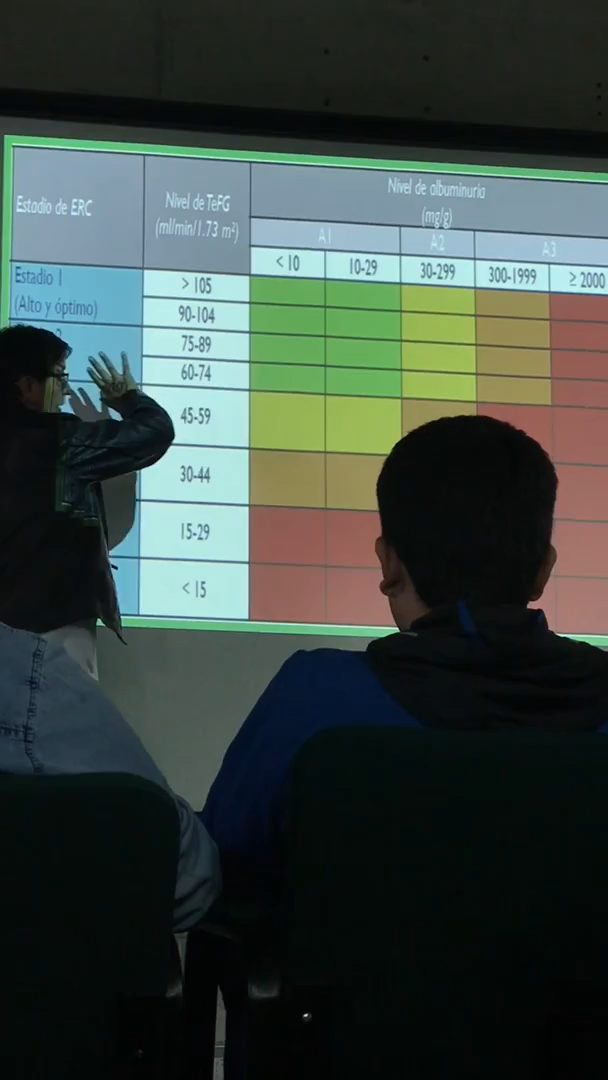 Estadio de ERC
Nivel de TeFG
(ml/min/1.73 m²)
Nivel de albuminuria
(mg/g)
A1
A2
A3
< 10
10-29
30-299
300-1999
≥ 2000
Estadio 1
(Alto y óptimo)
> 105
90-104
75-89
60-74
45-59
30-44
15-29
< 15